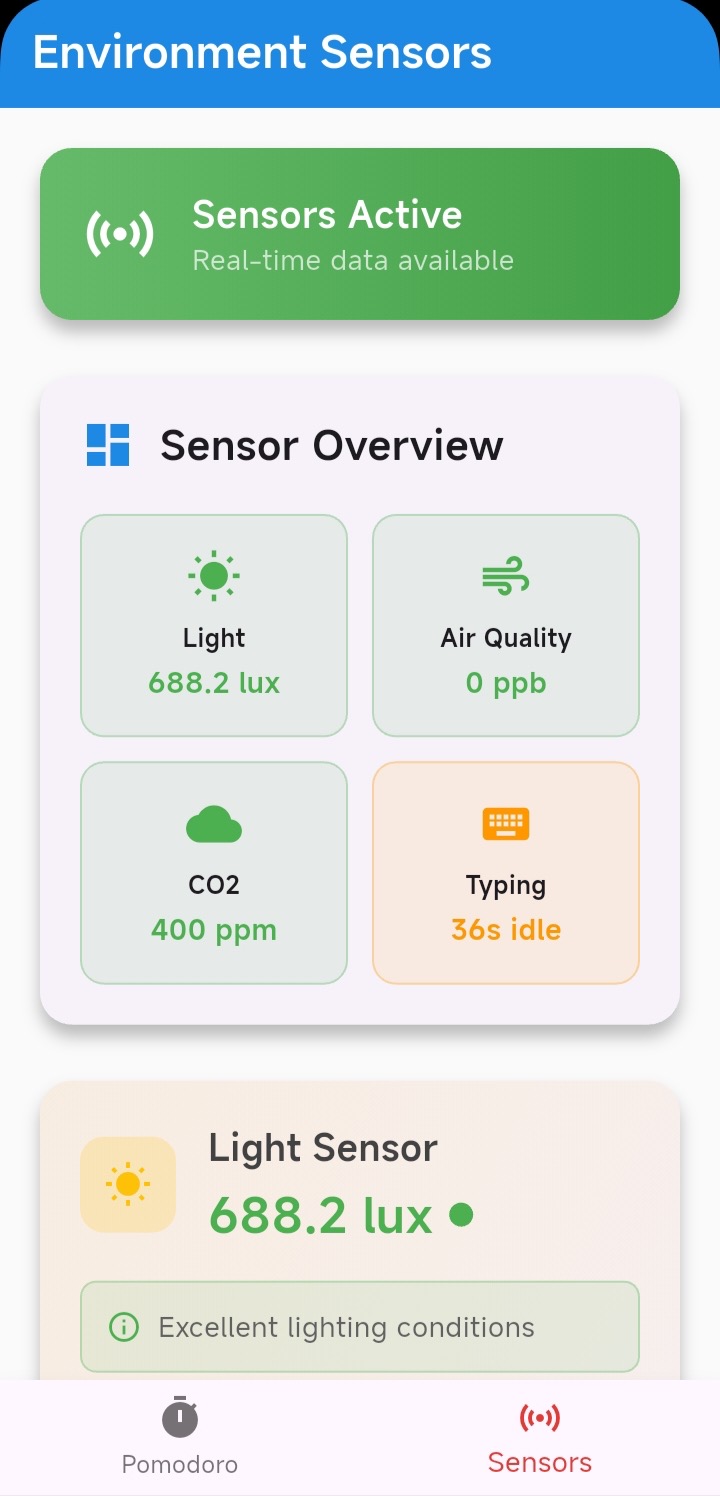 Environment Sensors
Sensors Active
Real-time data available
Sensor Overview
Light
688.2 lux
Air Quality
0 ppb
CO2
400 ppm
Typing
36s idle
Light Sensor
688.2 lux
Excellent lighting conditions
Pomodoro
Sensors